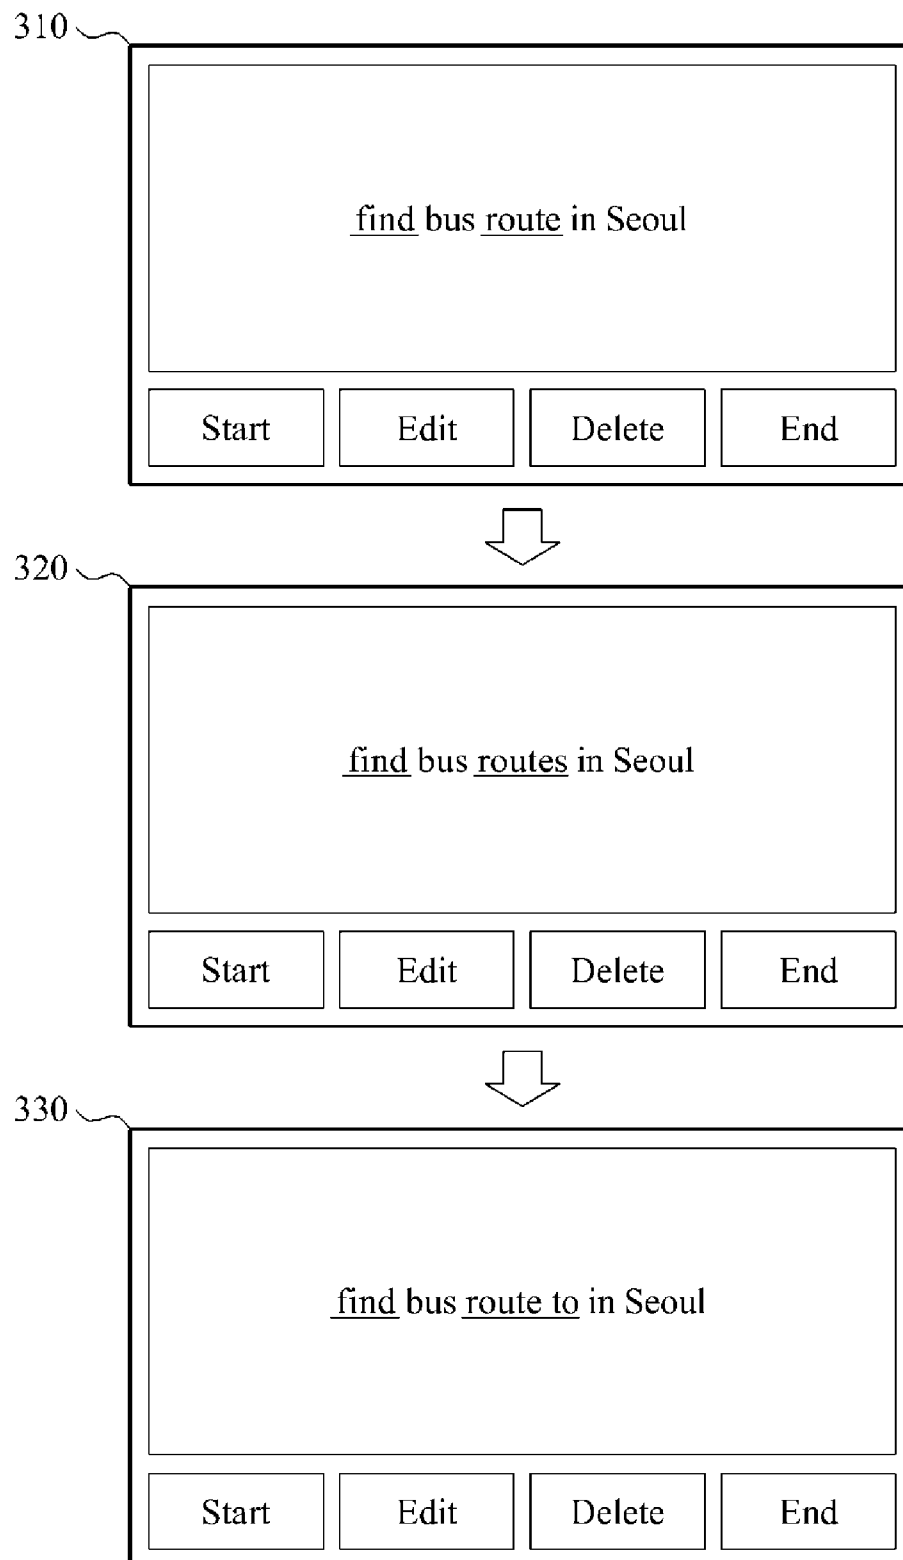 310
find bus route in Seoul
Start Edit Delete End
320
find bus routes in Seoul
Start Edit Delete End
330
find bus route to in Seoul
Start Edit Delete End